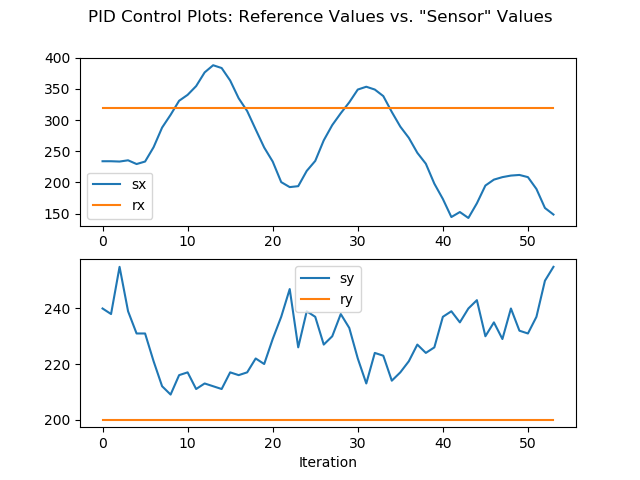 PID Control Plots: Reference Values vs. "Sensor" Values
400
350
300
250
200
150
sx
rx
0 10 20 30 40 50
240
220
200
sy
ry
0 10 20 30 40 50
Iteration